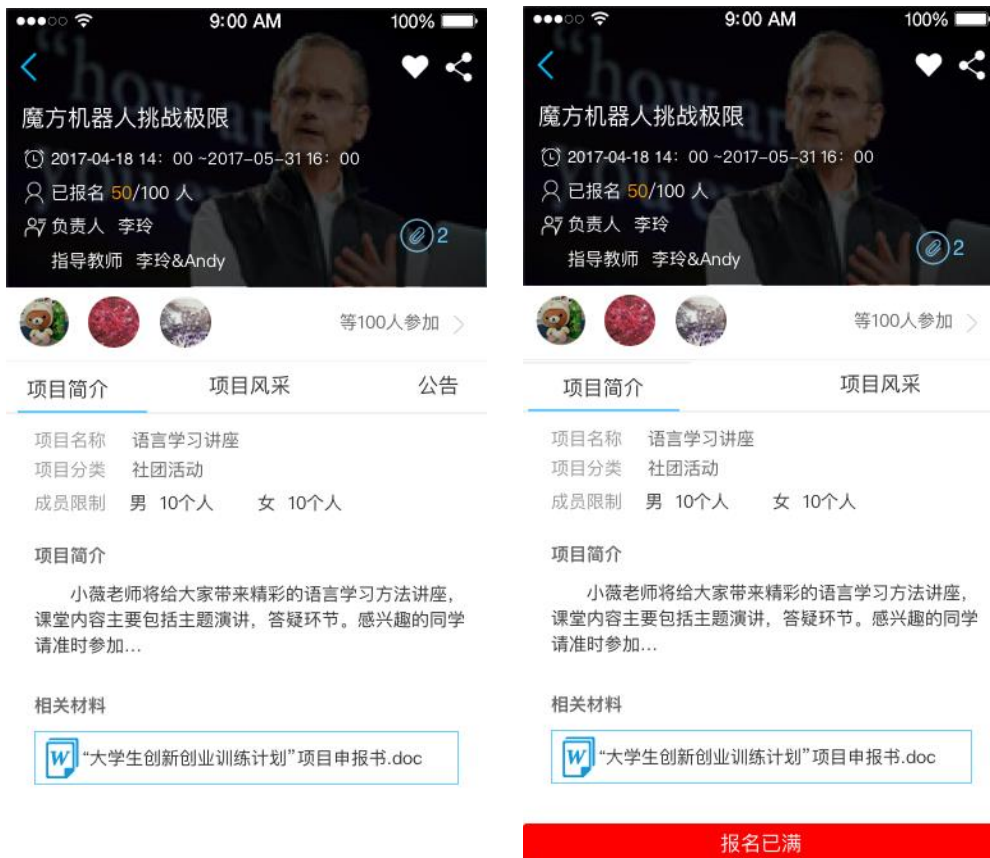 9:00 AM
100%
“how
魔方机器人挑战极限
2017-04-18 14：00 ~2017-05-31 16：00
已报名 50/100 人
负责人 李玲
2
指导教师 李玲&Andy
等100人参加
项目简介 项目风采 公告
项目名称 语言学习讲座
项目分类 社团活动
成员限制 男 10个人 女 10个人
项目简介
小薇老师将给大家带来精彩的语言学习方法讲座，
课堂内容主要包括主题演讲，答疑环节。感兴趣的同学
请准时参加...
相关材料
W “大学生创新创业训练计划”项目申报书.doc
9:00 AM
100%
“how
魔方机器人挑战极限
2017-04-18 14：00 ~2017-05-31 16：00
已报名 50/100 人
负责人 李玲
2
指导教师 李玲&Andy
等100人参加
项目简介 项目风采
项目名称 语言学习讲座
项目分类 社团活动
成员限制 男 10个人 女 10个人
项目简介
小薇老师将给大家带来精彩的语言学习方法讲座，
课堂内容主要包括主题演讲，答疑环节。感兴趣的同学
请准时参加...
相关材料
W “大学生创新创业训练计划”项目申报书.doc
报名已满